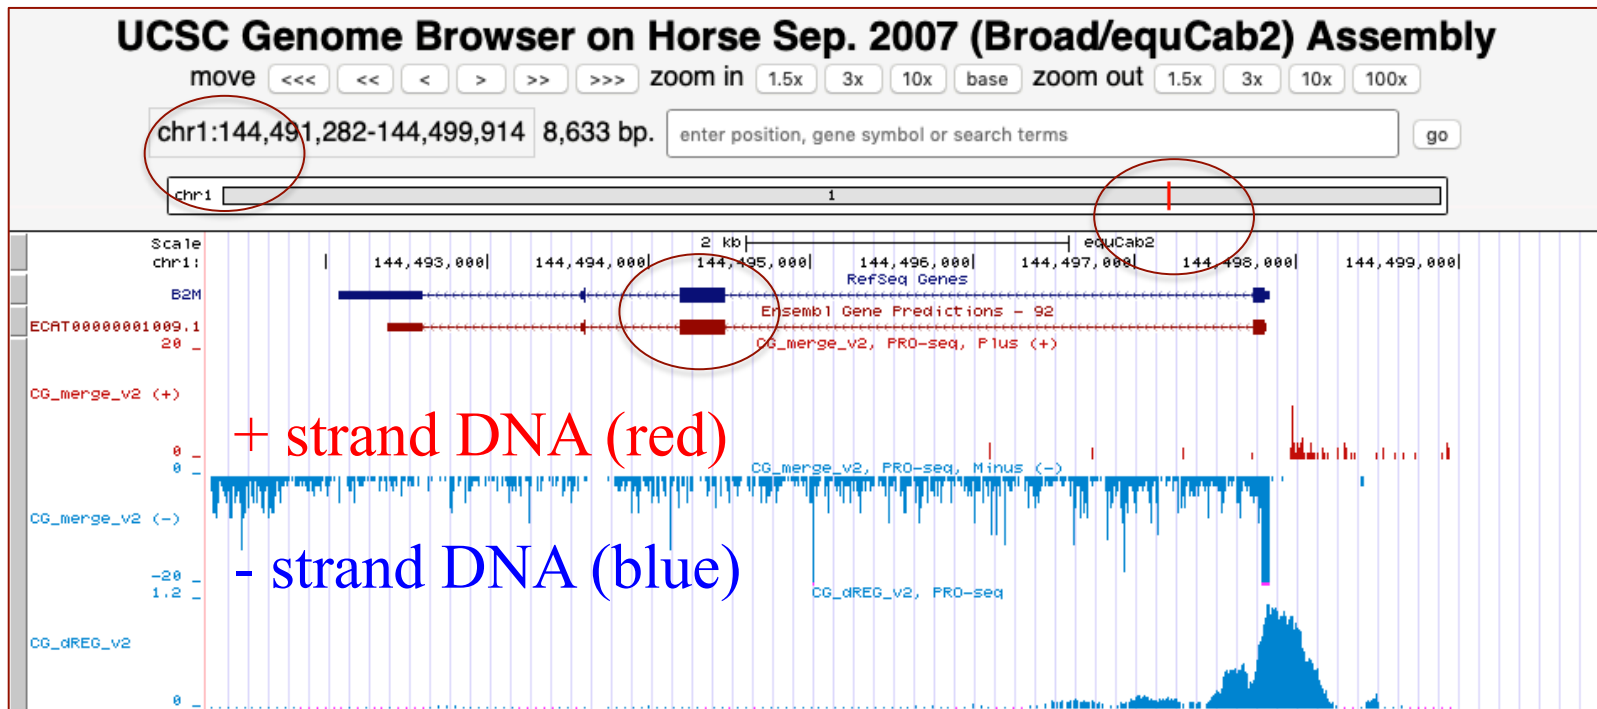 UCSC Genome Browser on Horse Sep. 2007 (Broad/equCab2) Assembly
move <<< << < > >> >>> zoom in 1.5x 3x 10x base zoom out 1.5x 3x 10x 100x
chr1:144,491,282-144,499,914 8,633 bp. enter position, gene symbol or search terms go
chr1 1
Scale 2 kb equCab2
chr1: 144,493,000 144,494,000 144,495,000 144,496,000 144,497,000 144,498,000 144,499,000
RefSeq Genes
B2M
Ensembl Gene Predictions - 92
ECAT00000001009.1
20 _ CG_merge_v2, PRO-seq, Plus (+)
CG_merge_v2 (+)
+ strand DNA (red)
0 _
0 _ CG_merge_v2, PRO-seq, Minus (-)
CG_merge_v2 (-)
- strand DNA (blue)
-20 _
1.2 _ CG_dREG_v2, PRO-seq
CG_dREG_v2
0 _